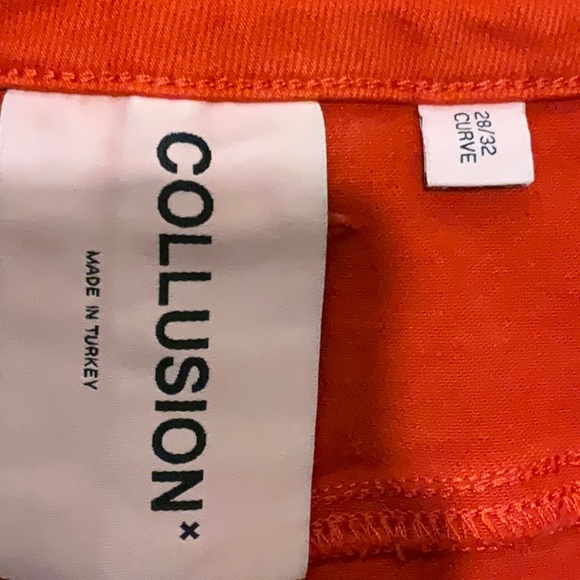 COLLUSION×
MADE IN TURKEY
28/32
CURVE